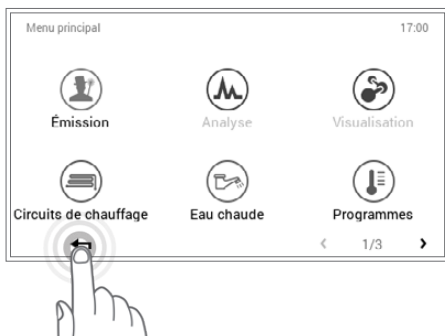 Menu principal 17:00
Émission Analyse Visualisation
Circuits de chauffage Eau chaude Programmes
1/3